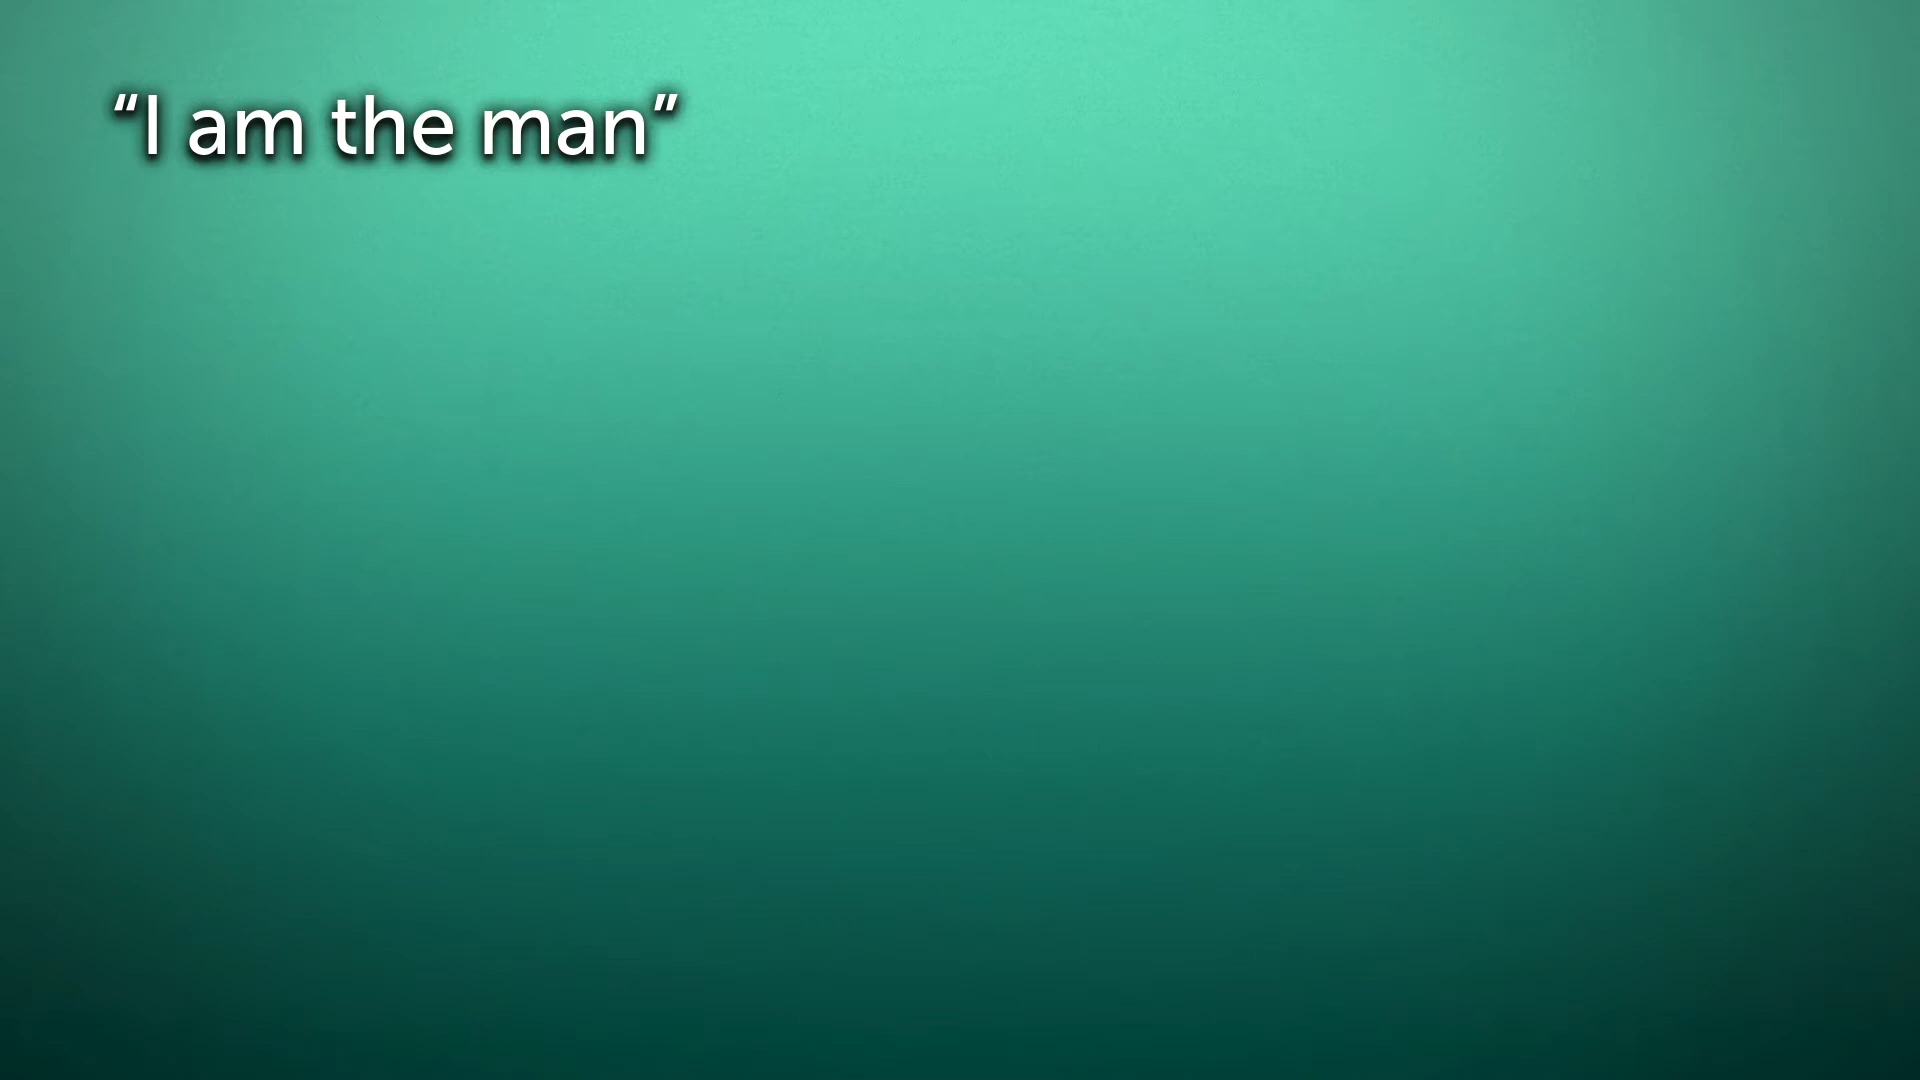 “I am the man”